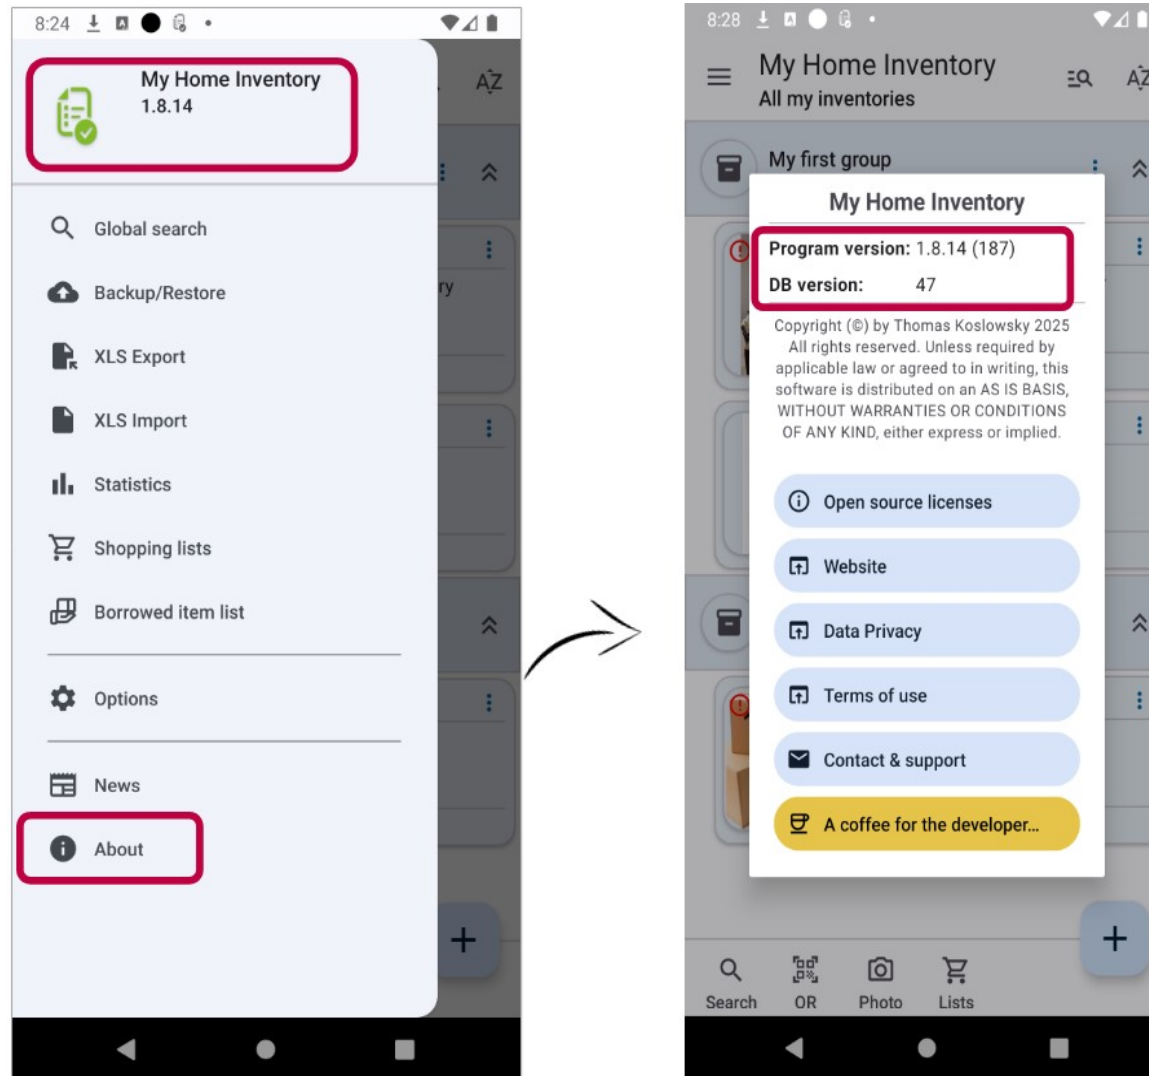 8:24
My Home Inventory
1.8.14
Global search
Backup/Restore
XLS Export
XLS Import
Statistics
Shopping lists
Borrowed item list
Options
News
About
AZ
ry
8:28
My Home Inventory
All my inventories
AZ
My first group
My Home Inventory
Program version: 1.8.14 (187)
DB version: 47
Copyright (©) by Thomas Koslowsky 2025
All rights reserved. Unless required by
applicable law or agreed to in writing, this
software is distributed on an AS IS BASIS,
WITHOUT WARRANTIES OR CONDITIONS
OF ANY KIND, either express or implied.
Open source licenses
Website
Data Privacy
Terms of use
Contact & support
A coffee for the developer...
Search
QR
Photo
Lists